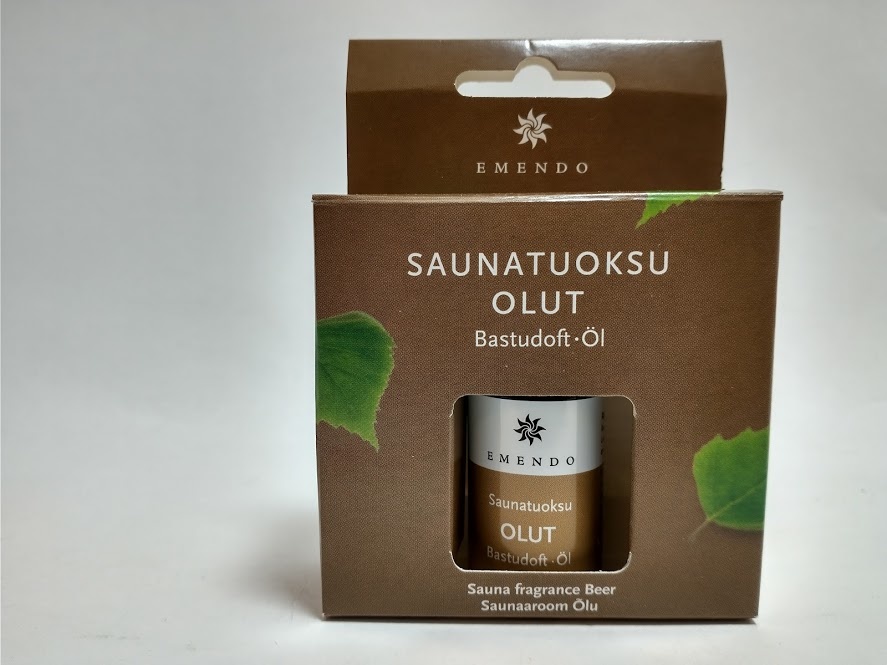 EMENDO
SAUNATUOKSU
OLUT
Bastudoft·Öl
EMENDO
Saunatuoksu
OLUT
Bastudoft·Öl
Sauna fragrance Beer
Saunaaroom Õlu